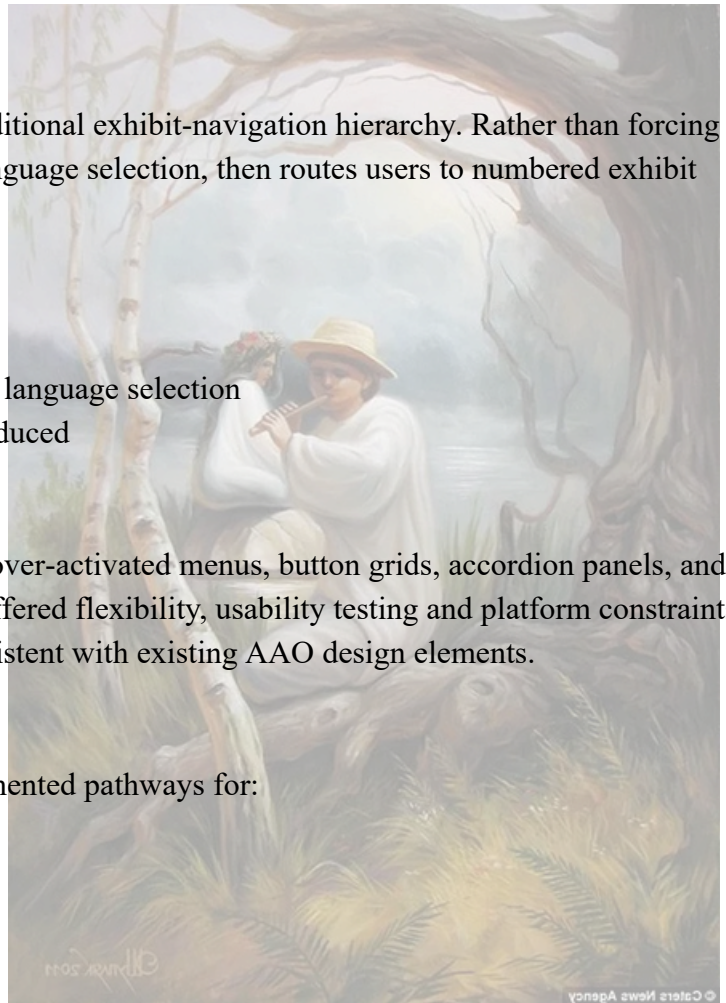 ditional exhibit-navigation hierarchy. Rather than forcing
guage selection, then routes users to numbered exhibit
language selection
duced
over-activated menus, button grids, accordion panels, and
ffered flexibility, usability testing and platform constraint
istent with existing AAO design elements.
nented pathways for:
2011
© Caters News Agency